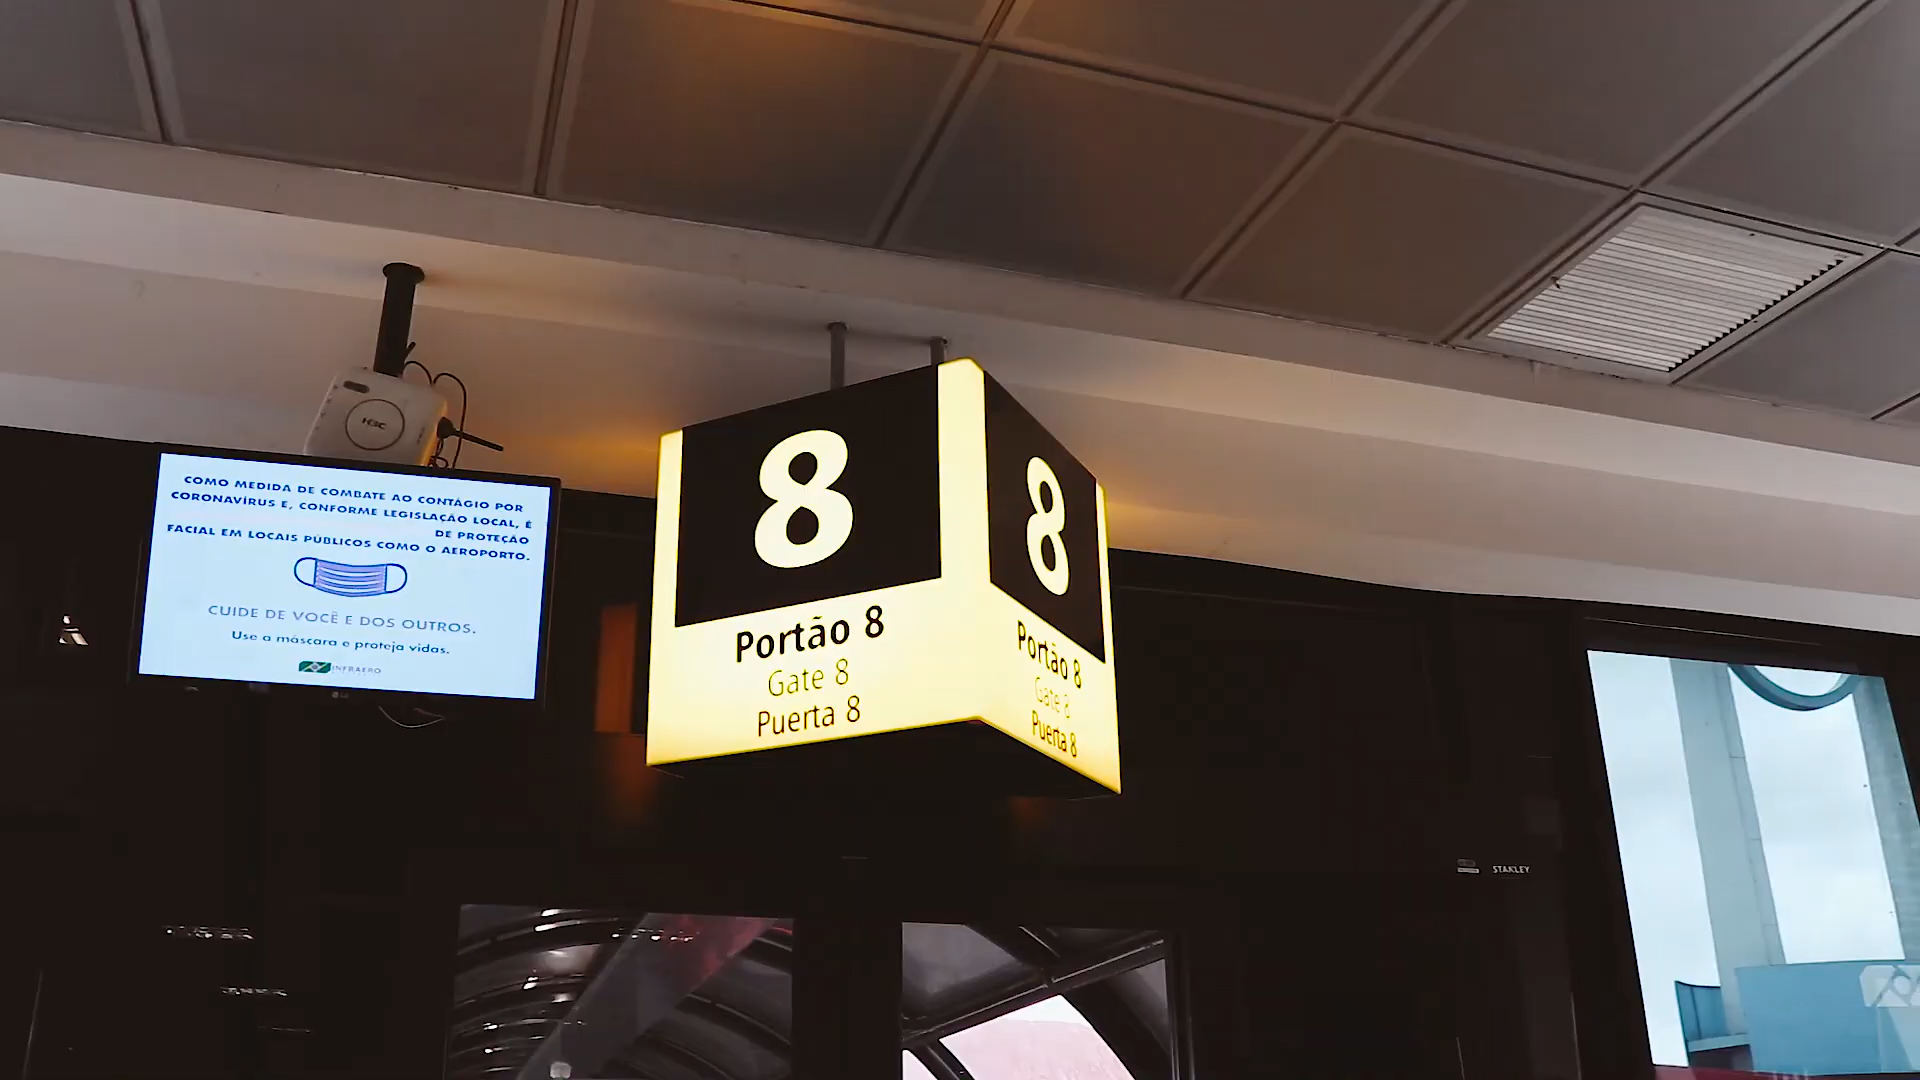 H3C
COMO MEDIDA DE COMBATE AO CONTÁGIO POR
CORONAVÍRUS E, CONFORME LEGISLAÇÃO LOCAL, É
DE PROTEÇÃO
FACIAL EM LOCAIS PÚBLICOS COMO O AEROPORTO.
CUIDE DE VOCÊ E DOS OUTROS.
Use a máscara e proteja vidas.
INFRAERO
LG
8
Portão 8
Gate 8
Puerta 8
8
Portão 8
Gate 8
Puerta 8
STANLEY